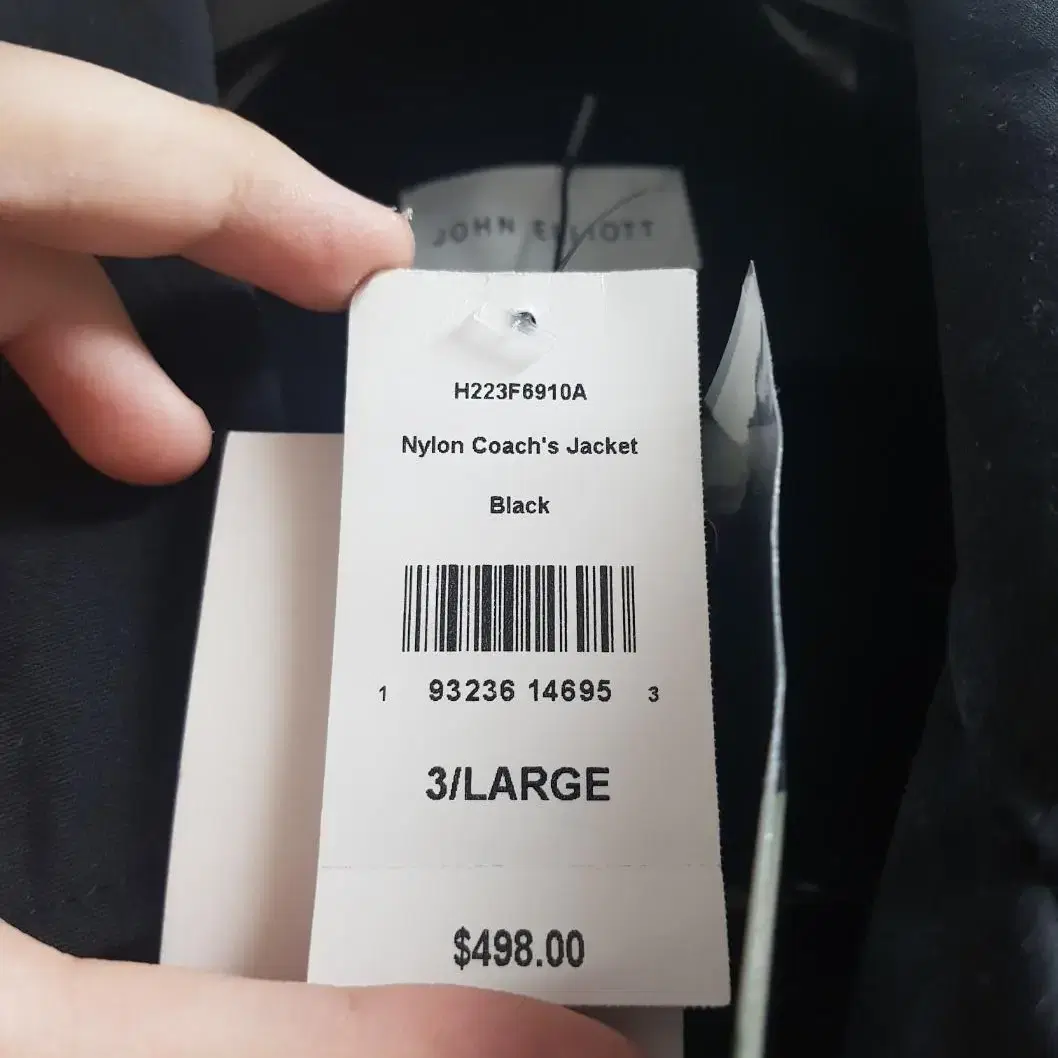 JOHN ELLIOTT
H223F6910A
Nylon Coach's Jacket
Black
1 93236 14695 3
3/LARGE
$498.00